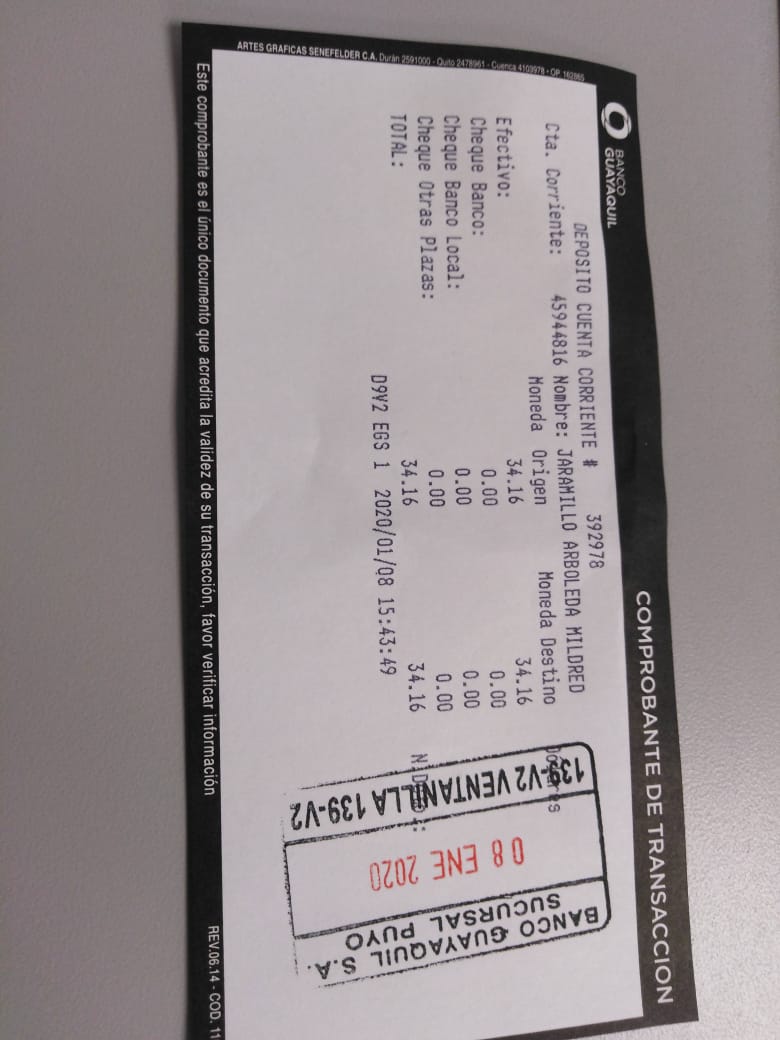 ARTES GRAFICAS SENEFELDER C.A. Durán 2591000 - Quito 2478961 - Cuenca 4103978 - OP. 162865
BANCO
GUAYAQUIL
COMPROBANTE DE TRANSACCION
DEPOSITO CUENTA CORRIENTE # 392978
Cta. Corriente: 45944816 Nombre: JARAMILLO ARBOLEDA MILDRED
Moneda Origen Moneda Destino
Efectivo: 34.16 34.16
Cheque Banco: 0.00 0.00
Cheque Banco Local: 0.00 0.00
Cheque Otras Plazas: 0.00 0.00
TOTAL: 34.16 34.16
D9V2 EGS 1 2020/01/08 15:43:49
BANCO GUAYAQUIL S.A.
SUCURSAL PUYO
08 ENE 2020
139-V2 VENTANILLA 139-V2
Este comprobante es el único documento que acredita la validez de su transacción, favor verificar información
REV.06.14 - COD. 11